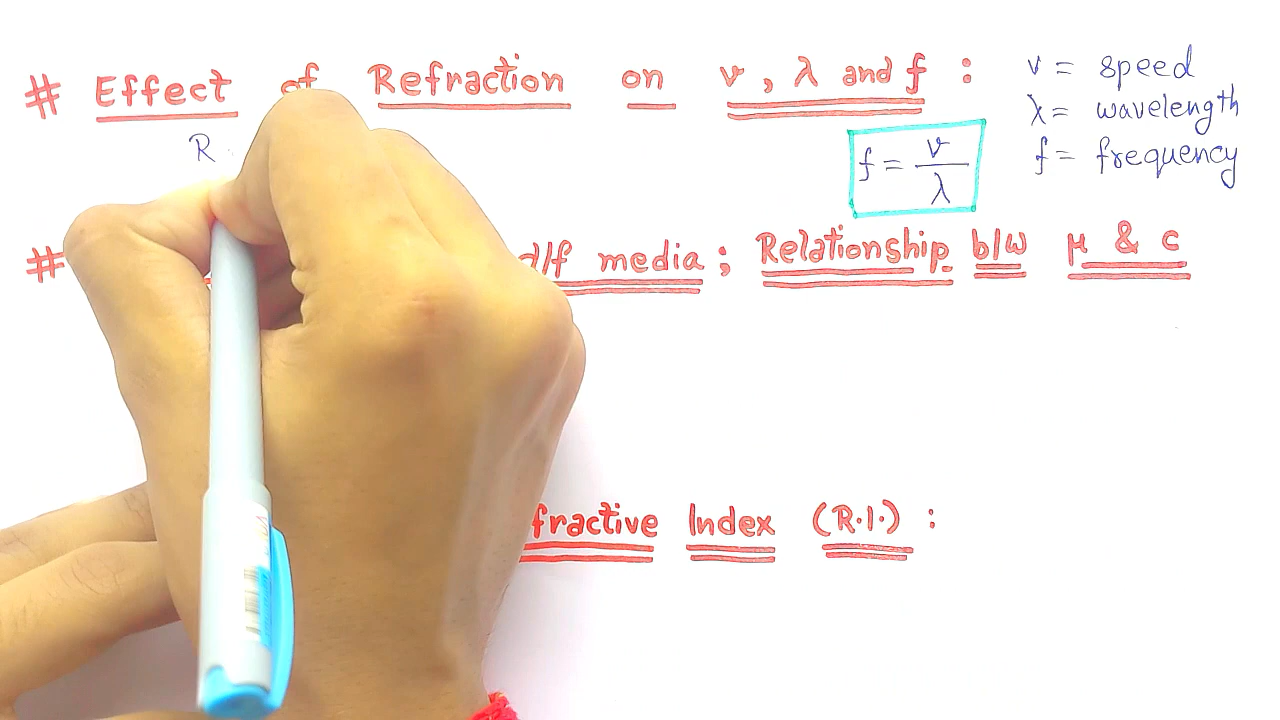 # Effect of Refraction on v, λ and f :
v = speed
λ = wavelength
f = frequency
R.
f = v/λ
# d/f media ; Relationship b/w μ & c
fractive Index (R.I.) :